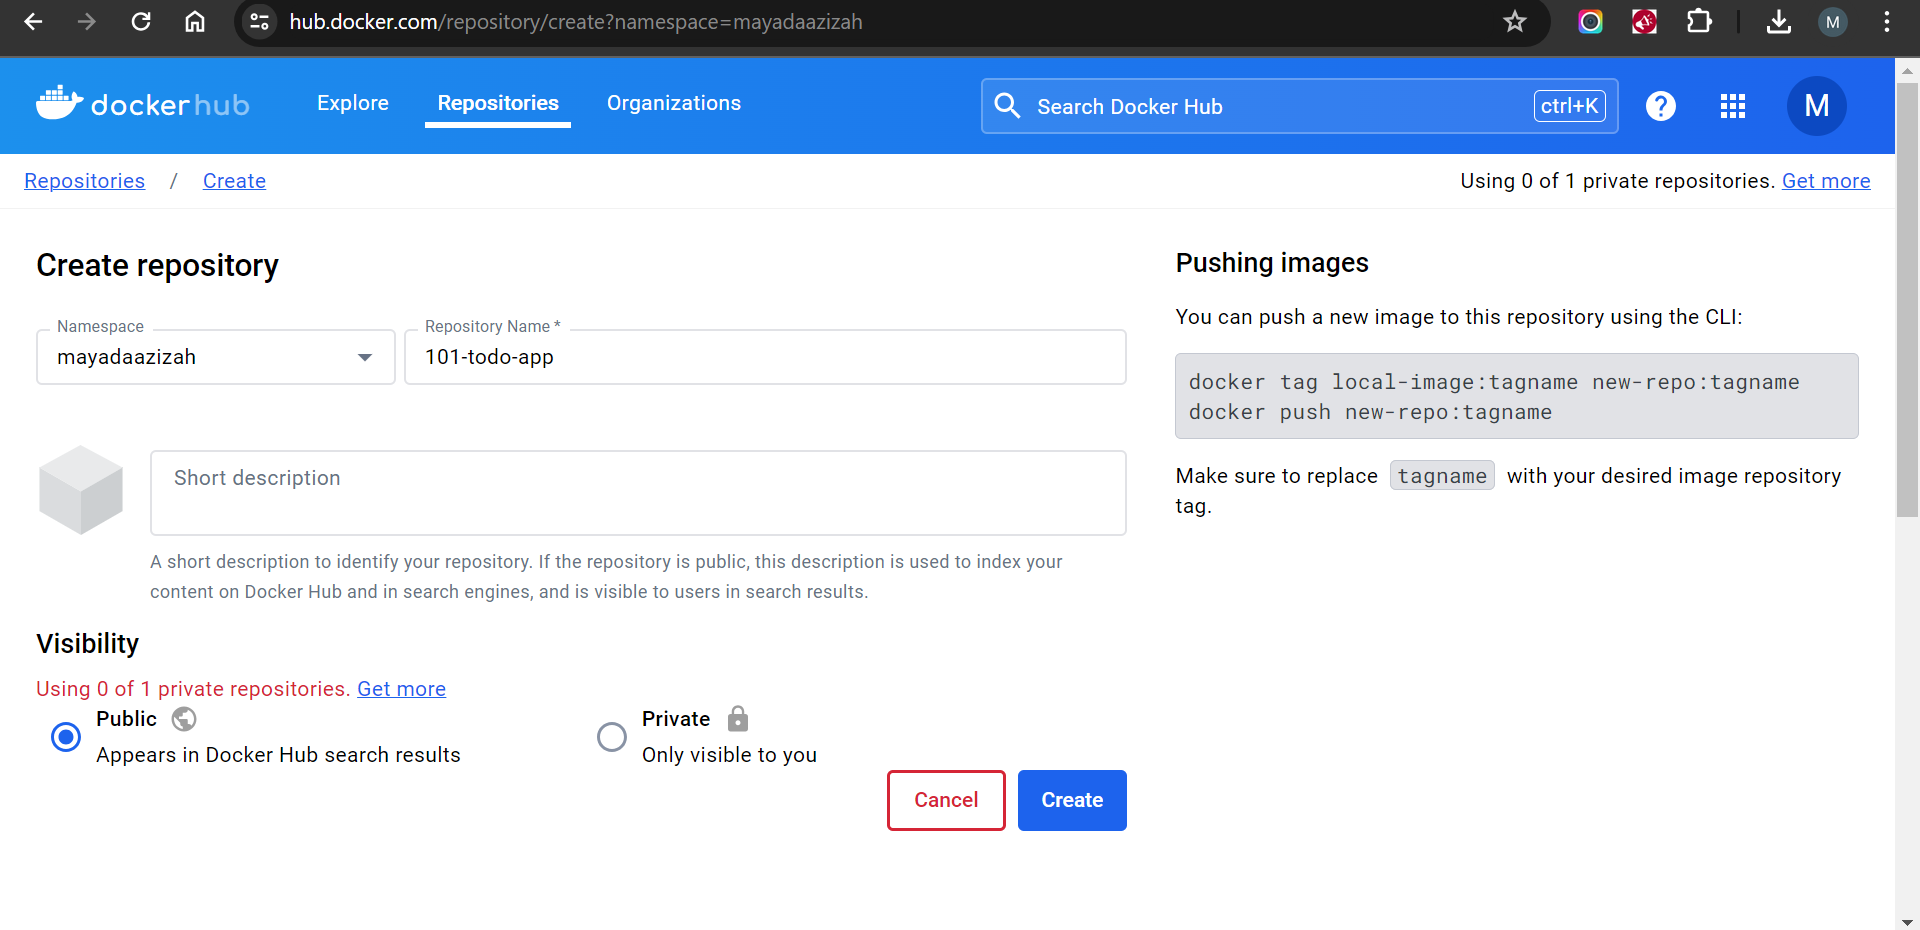 hub.docker.com/repository/create?namespace=mayadaazizah
M
dockerhub
Explore
Repositories
Organizations
Search Docker Hub
ctrl+K
?
M
Repositories / Create
Using 0 of 1 private repositories. Get more
Create repository
Namespace
mayadaazizah
Repository Name *
101-todo-app
Short description
A short description to identify your repository. If the repository is public, this description is used to index your
content on Docker Hub and in search engines, and is visible to users in search results.
Visibility
Using 0 of 1 private repositories. Get more
Public
Appears in Docker Hub search results
Private
Only visible to you
Cancel
Create
Pushing images
You can push a new image to this repository using the CLI:
docker tag local-image:tagname new-repo:tagname
docker push new-repo:tagname
Make sure to replace tagname with your desired image repository
tag.